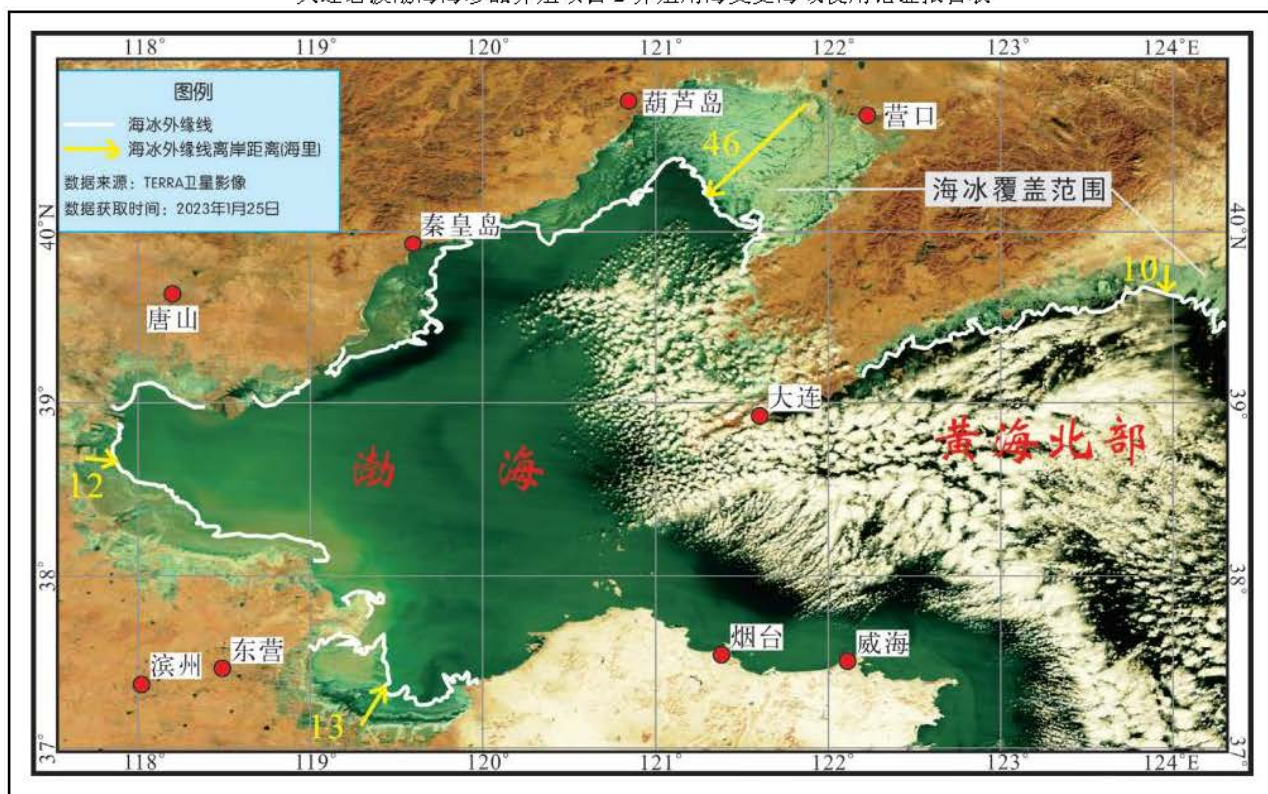 118°
119°
120°
121°
122°
123°
124°E
图例
海冰外缘线
海冰外缘线离岸距离(海里)
数据来源：TERRA卫星影像
数据获取时间：2023年1月25日
葫芦岛
营口
46
海冰覆盖范围
40°N
秦皇岛
40°N
10
唐山
39°
大连
39°
渤海
黄海北部
12
38°
38°
烟台
威海
东营
滨州
13
37°
37°
118°
119°
120°
121°
122°
123°
124°E